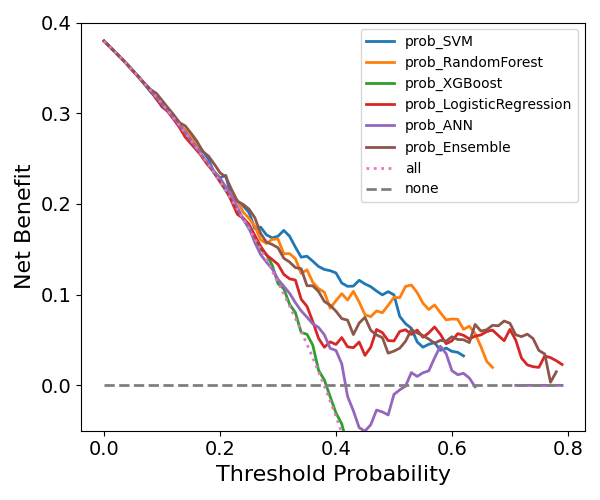 0.4
0.3
0.2
0.1
0.0
Net Benefit
prob_SVM
prob_RandomForest
prob_XGBoost
prob_LogisticRegression
prob_ANN
prob_Ensemble
all
none
0.0 0.2 0.4 0.6 0.8
Threshold Probability